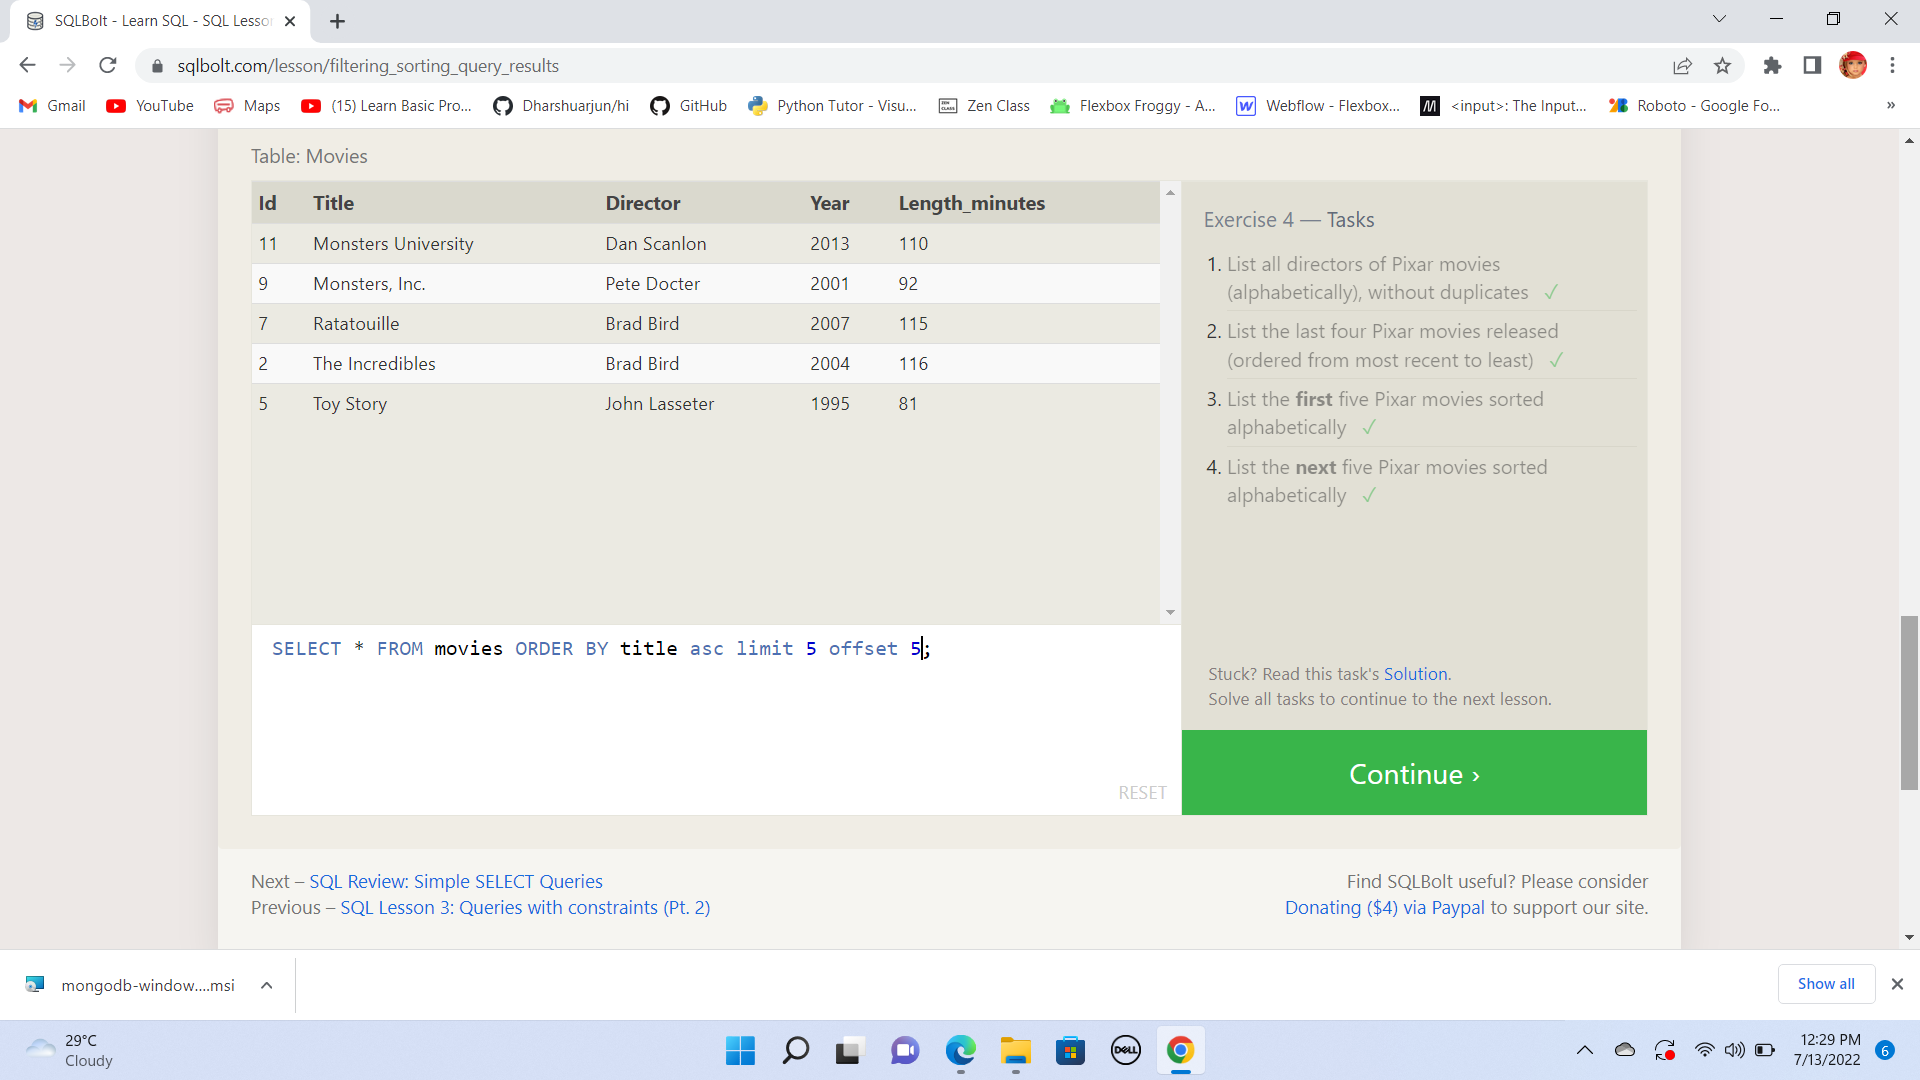 SQLBolt - Learn SQL - SQL Lesso
sqlbolt.com/lesson/filtering_sorting_query_results
Gmail YouTube Maps (15) Learn Basic Pro... Dharshuarjun/hi GitHub Python Tutor - Visu... ZEN CLASS Zen Class Flexbox Froggy - A... W Webflow - Flexbox... M <input>: The Input... Roboto - Google Fo... »
Table: Movies
Id Title Director Year Length_minutes
11 Monsters University Dan Scanlon 2013 110
9 Monsters, Inc. Pete Docter 2001 92
7 Ratatouille Brad Bird 2007 115
2 The Incredibles Brad Bird 2004 116
5 Toy Story John Lasseter 1995 81
Exercise 4 — Tasks
1. List all directors of Pixar movies
(alphabetically), without duplicates ✓
2. List the last four Pixar movies released
(ordered from most recent to least) ✓
3. List the first five Pixar movies sorted
alphabetically ✓
4. List the next five Pixar movies sorted
alphabetically ✓
SELECT * FROM movies ORDER BY title asc limit 5 offset 5;
RESET
Stuck? Read this task's Solution.
Solve all tasks to continue to the next lesson.
Continue ›
Next – SQL Review: Simple SELECT Queries
Previous – SQL Lesson 3: Queries with constraints (Pt. 2)
Find SQLBolt useful? Please consider
Donating ($4) via Paypal to support our site.
mongodb-window....msi
Show all
29°C
Cloudy
DELL
12:29 PM
7/13/2022
6